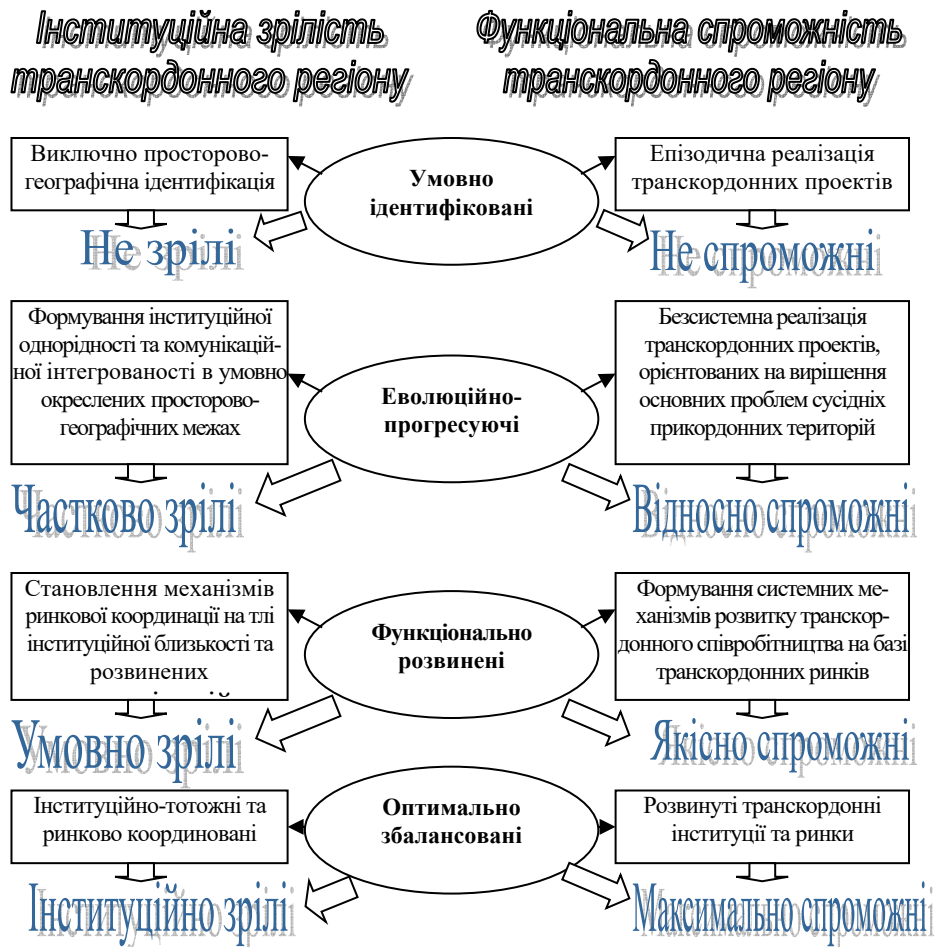 Інституційна зрілість
транскордонного регіону
Функціональна спроможність
транскордонного регіону
Виключно просторово-
географічна ідентифікація
Умовно
ідентифіковані
Епізодична реалізація
транскордонних проектів
Не зрілі
Не спроможні
Формування інституційної
однорідності та комунікацій-
ної інтегрованості в умовно
окреслених просторово-
географічних межах
Еволюційно-
прогресуючі
Безсистемна реалізація
транскордонних проектів,
орієнтованих на вирішення
основних проблем сусідніх
прикордонних територій
Частково зрілі
Відносно спроможні
Становлення механізмів
ринкової координації на тлі
інституційної близькості та
розвинених
Функціонально
розвинені
Формування системних ме-
ханізмів розвитку транскор-
донного співробітництва на базі
транскордонних ринків
Умовно зрілі
Якісно спроможні
Інституційно-тотожні та
ринково координовані
Оптимально
збалансовані
Розвинуті транскордонні
інституції та ринки
Інституційно зрілі
Максимально спроможні